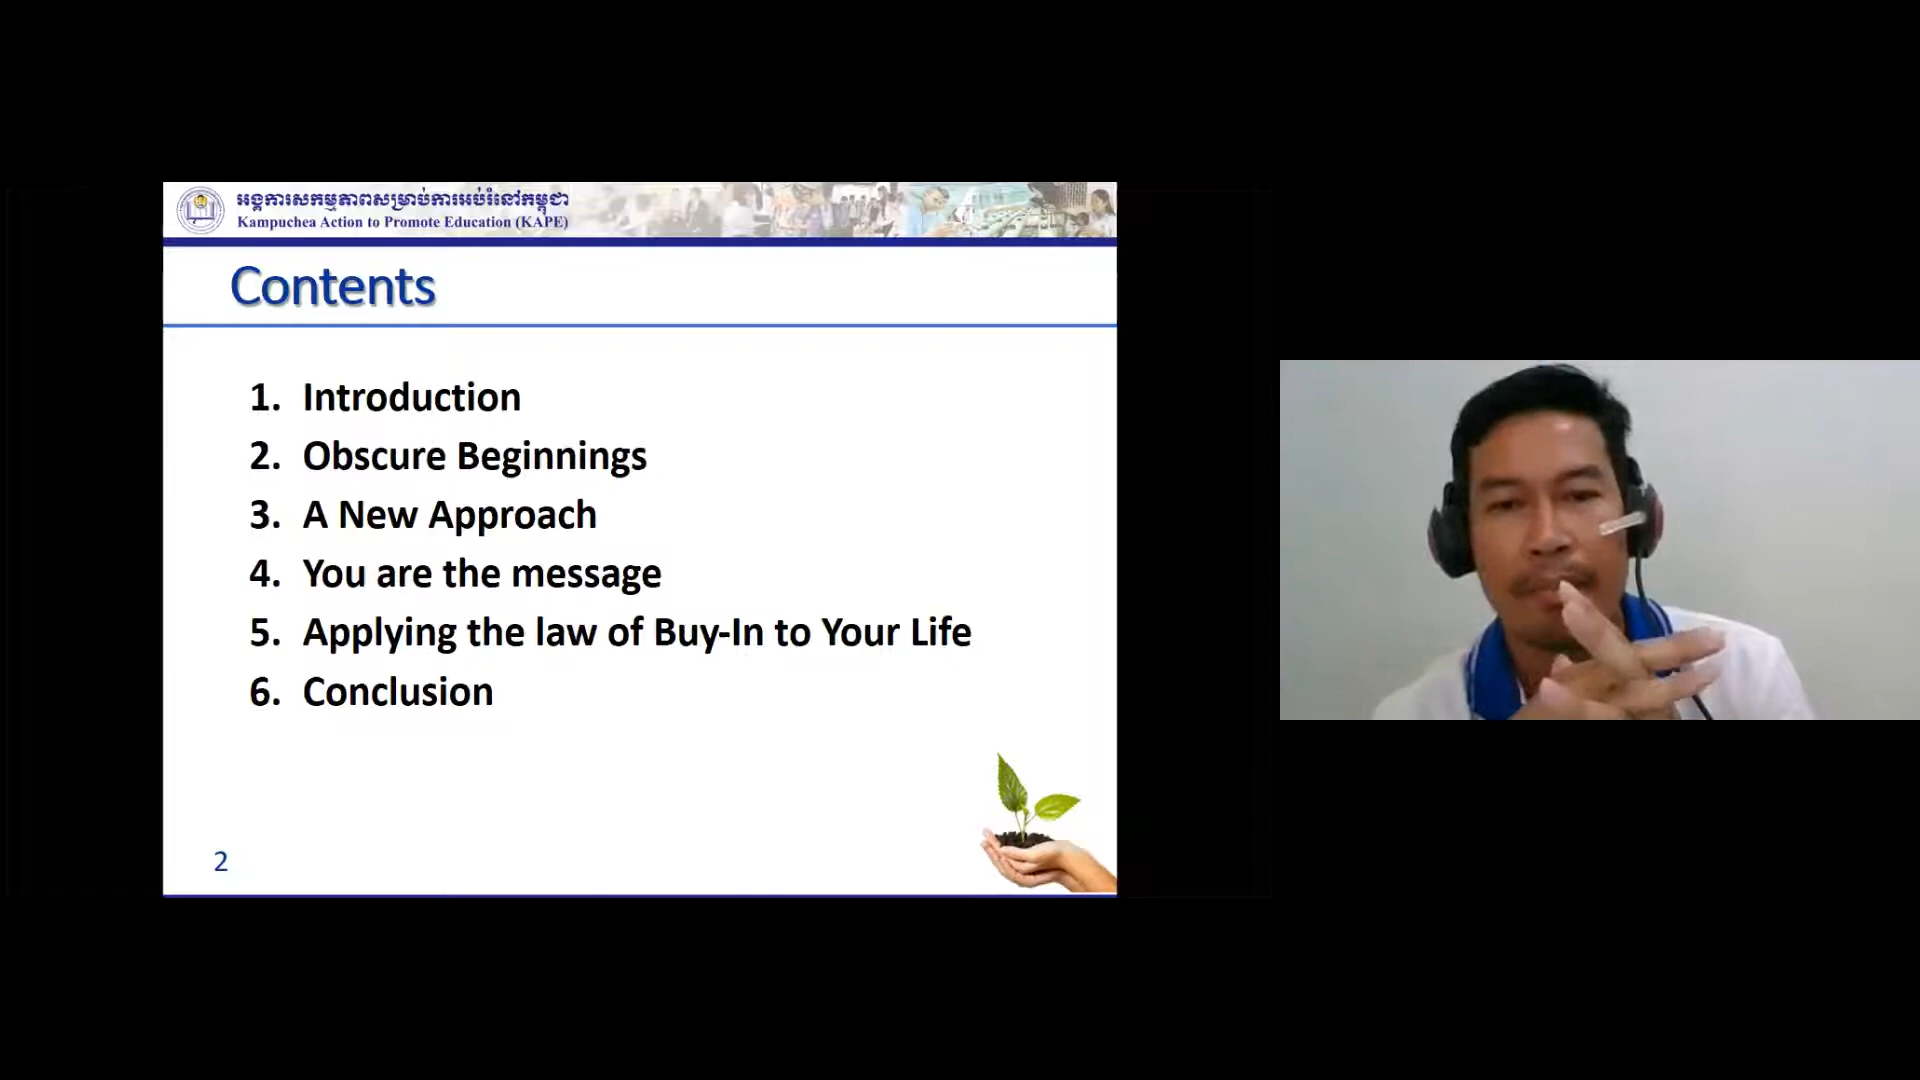 អង្គការសកម្មភាពសម្រាប់ការអប់រំនៅកម្ពុជា
Kampuchea Action to Promote Education (KAPE)
Contents
1. Introduction
2. Obscure Beginnings
3. A New Approach
4. You are the message
5. Applying the law of Buy-In to Your Life
6. Conclusion
2